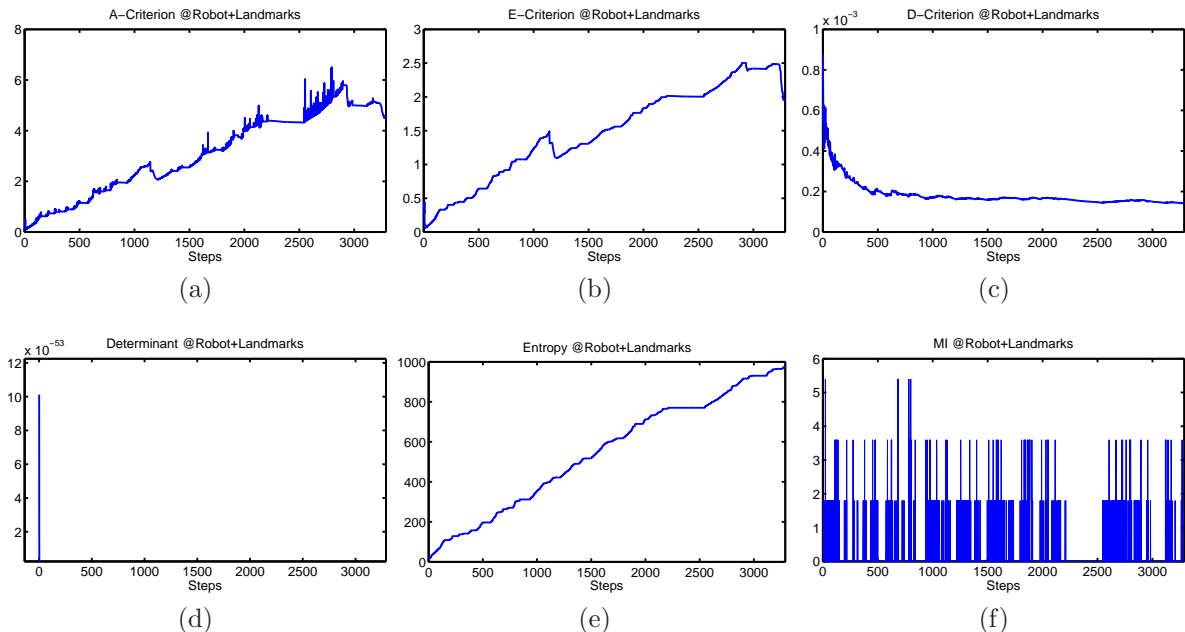 A−Criterion @Robot+Landmarks
8
6
4
2
0
0 500 1000 1500 2000 2500 3000
Steps
(a)
E−Criterion @Robot+Landmarks
3
2.5
2
1.5
1
0.5
0
0 500 1000 1500 2000 2500 3000
Steps
(b)
D−Criterion @Robot+Landmarks
x 10−3
1
0.8
0.6
0.4
0.2
0
0 500 1000 1500 2000 2500 3000
Steps
(c)
Determinant @Robot+Landmarks
x 10−53
12
10
8
6
4
2
0 500 1000 1500 2000 2500 3000
Steps
(d)
Entropy @Robot+Landmarks
1000
800
600
400
200
0
0 500 1000 1500 2000 2500 3000
Steps
(e)
MI @Robot+Landmarks
6
5
4
3
2
1
0
0 500 1000 1500 2000 2500 3000
Steps
(f)